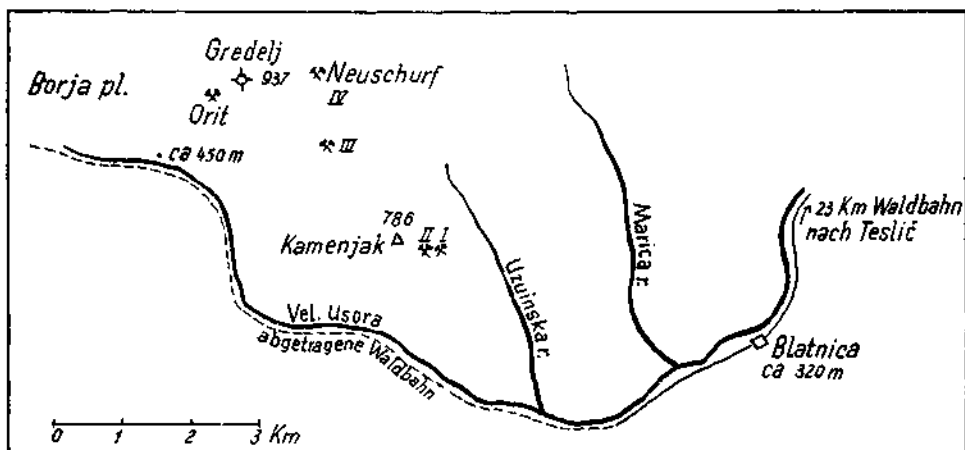 Gredelj
937
Neuschurf
IV
Borja pl.
Orit
III
ca 450 m
786
Kamenjak
II I
Uzuinska r.
Marica r.
23 Km Waldbahn
nach Teslić
Vel. Usora
abgetragene Waldbahn
Blatnica
ca 320 m
0 1 2 3 Km